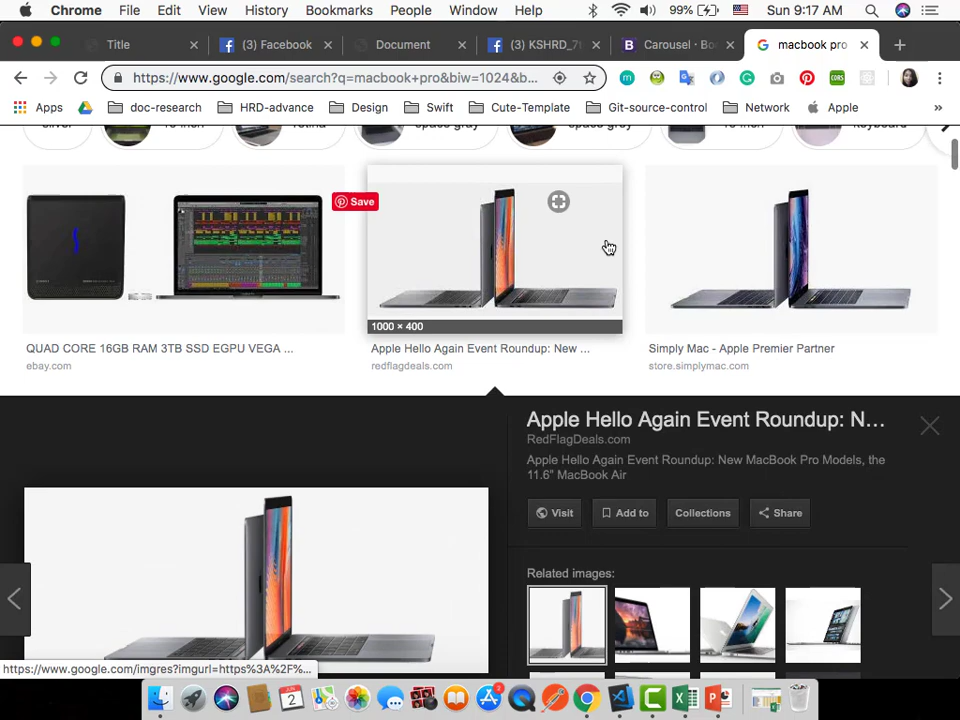 Chrome File Edit View History Bookmarks People Window Help 99% Sun 9:17 AM
Title (3) Facebook Document (3) KSHRD_7t Carousel · Bo macbook pro
https://www.google.com/search?q=macbook+pro&biw=1024&b...
Apps doc-research HRD-advance Design Swift Cute-Template Git-source-control Network Apple »
silver 15 inch retina space gray space grey keyboard
Save
1000 × 400
QUAD CORE 16GB RAM 3TB SSD EGPU VEGA ... Apple Hello Again Event Roundup: New ... Simply Mac - Apple Premier Partner
ebay.com redflagdeals.com store.simplymac.com
Apple Hello Again Event Roundup: N...
RedFlagDeals.com
Apple Hello Again Event Roundup: New MacBook Pro Models, the
11.6" MacBook Air
Visit Add to Collections Share
Related images:
https://www.google.com/imgres?imgurl=https%3A%2F%...
JUN
2